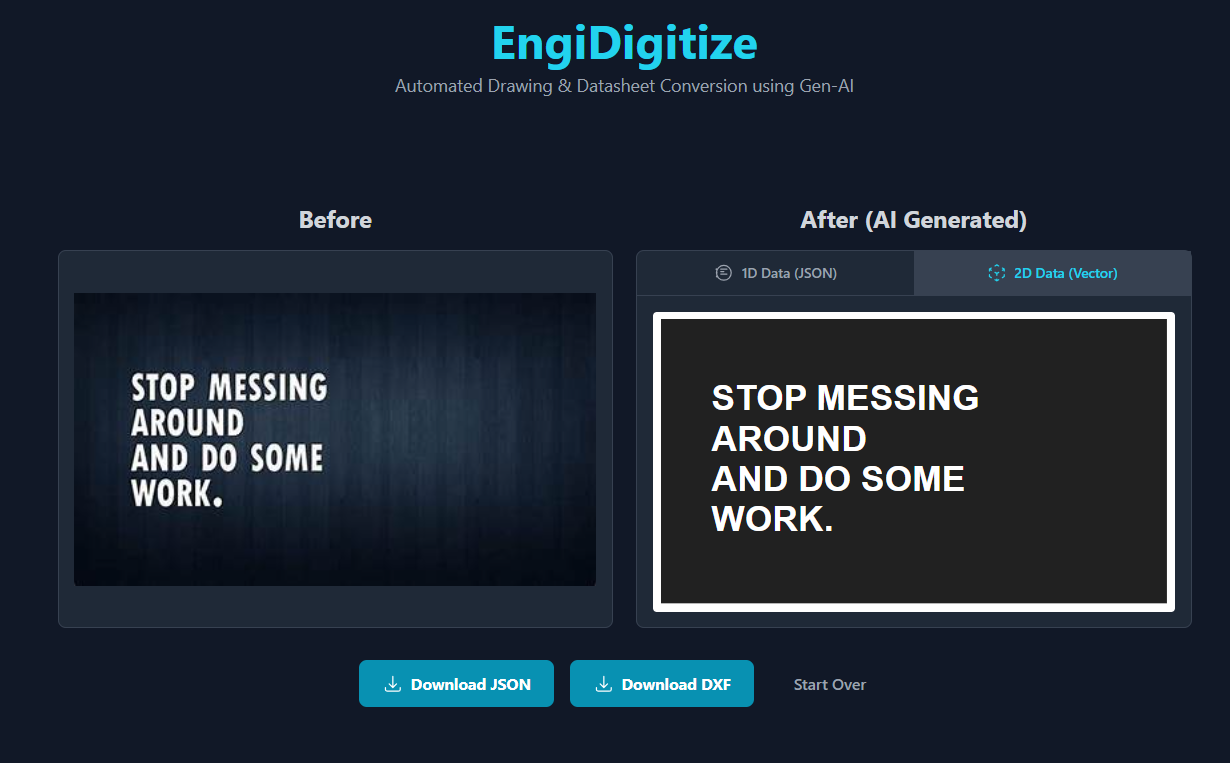 EngiDigitize
Automated Drawing & Datasheet Conversion using Gen-AI
Before
After (AI Generated)
1D Data (JSON)
2D Data (Vector)
STOP MESSING
AROUND
AND DO SOME
WORK.
STOP MESSING
AROUND
AND DO SOME
WORK.
Download JSON
Download DXF
Start Over